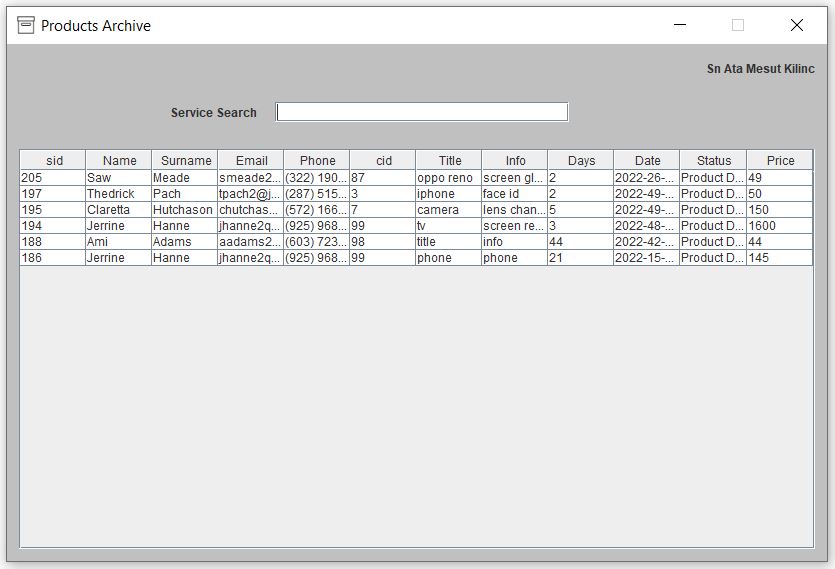 Products Archive
Sn Ata Mesut Kilinc
Service Search
sid Name Surname Email Phone cid Title Info Days Date Status Price
205 Saw Meade smeade2... (322) 190... 87 oppo reno screen gl... 2 2022-26-... Product D... 49
197 Thedrick Pach tpach2@j... (287) 515... 3 iphone face id 2 2022-49-... Product D... 50
195 Claretta Hutchason chutchas... (572) 166... 7 camera lens chan... 5 2022-49-... Product D... 150
194 Jerrine Hanne jhanne2q... (925) 968... 99 tv screen re... 3 2022-48-... Product D... 1600
188 Ami Adams aadams2... (603) 723... 98 title info 44 2022-42-... Product D... 44
186 Jerrine Hanne jhanne2q... (925) 968... 99 phone phone 21 2022-15-... Product D... 145